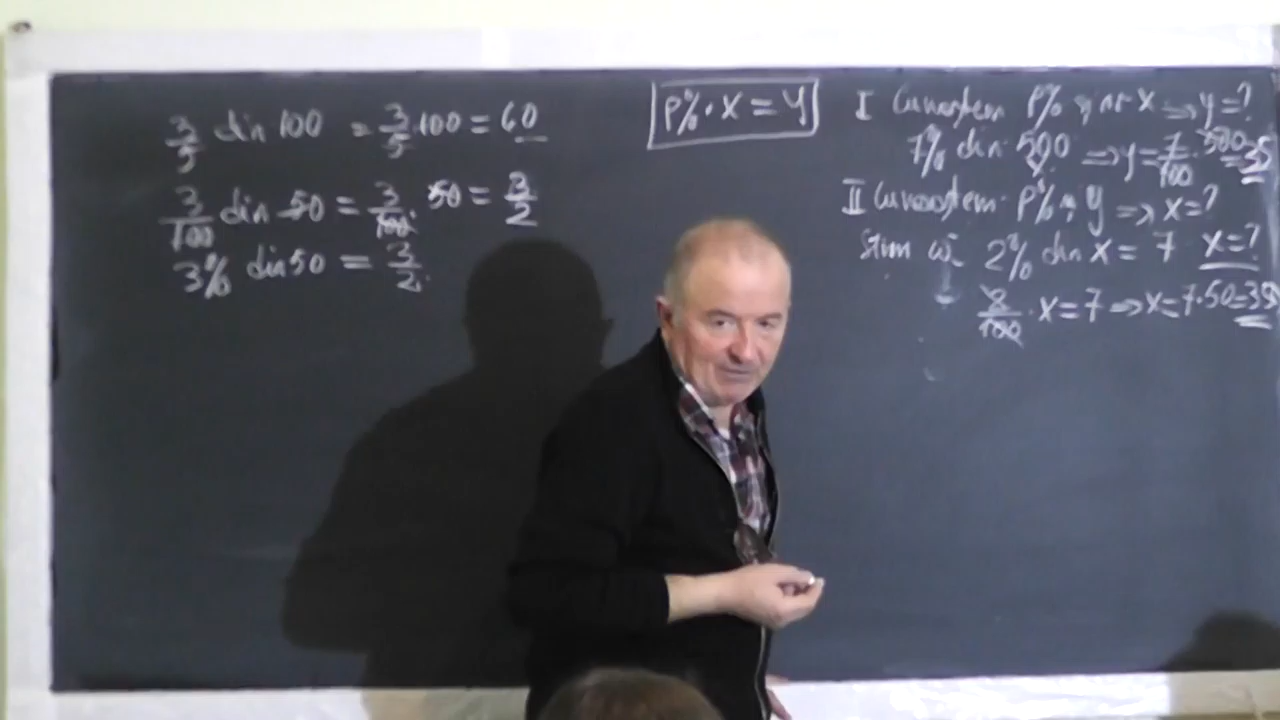 3/5 din 100 = 3/5·100 = 60
3/100 din 50 = 3/100·50 = 3/2
3% din 50 = 3/2.
P%·X = Y
I Cunoaștem P% și nr X ⇒ y=?
7% din 500 ⇒ y = 7/100·500 = 35
II Cunoaștem P% și y ⇒ x=?
Știm că 2% din X = 7 x=?
2/100·X = 7 ⇒ X = 7·50 = 35